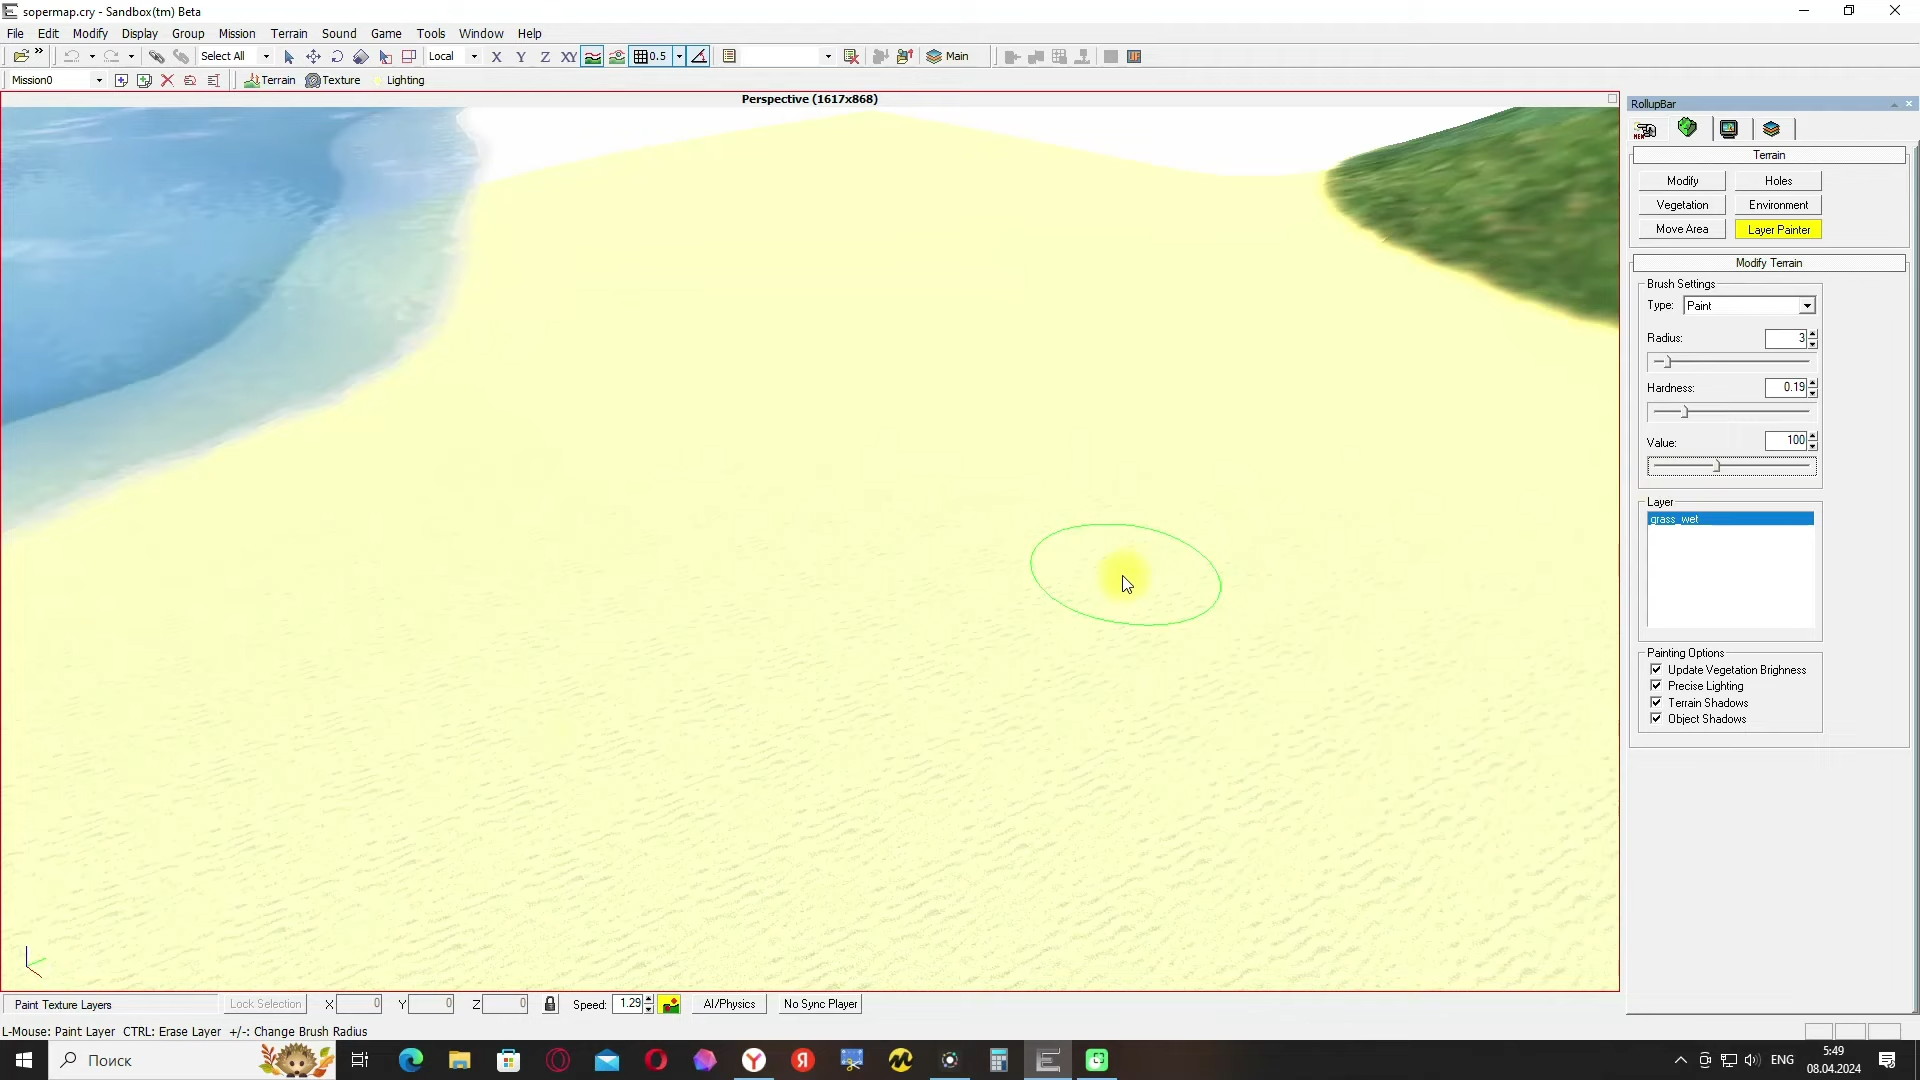 sopermap.cry - Sandbox(tm) Beta
File Edit Modify Display Group Mission Terrain Sound Game Tools Window Help
Select All Local X Y Z XY 0.5 Main
Mission0 Terrain Texture Lighting
Perspective (1617x868)
RollupBar
Terrain
Modify Holes
Vegetation Environment
Move Area Layer Painter
Modify Terrain
Brush Settings
Type: Paint
Radius: 3
Hardness: 0.19
Value: 100
Layer
grass_wet
Painting Options
Update Vegetation Brighness
Precise Lighting
Terrain Shadows
Object Shadows
Paint Texture Layers Lock Selection X 0 Y 0 Z 0 Speed: 1.29 AI/Physics No Sync Player
L-Mouse: Paint Layer CTRL: Erase Layer +/-: Change Brush Radius
Поиск
ENG
5:49
08.04.2024